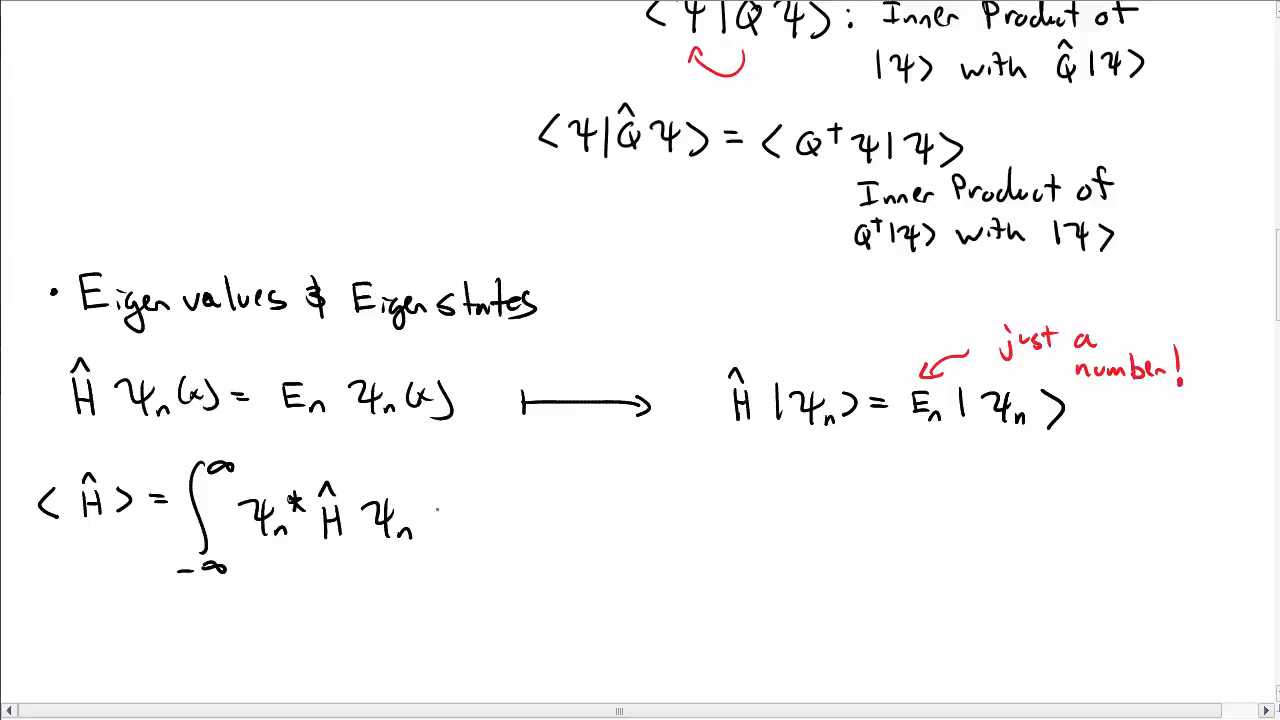 ⟨Ψ|Q̂Ψ⟩ : Inner Product of
|Ψ⟩ with Q̂|Ψ⟩
⟨Ψ|Q̂Ψ⟩ = ⟨Q†Ψ|Ψ⟩
Inner Product of
Q†|Ψ⟩ with |Ψ⟩
• Eigenvalues & Eigenstates
just a
number!
Ĥ Ψₙ(x) = Eₙ Ψₙ(x) ⟼ Ĥ|Ψₙ⟩ = Eₙ|Ψₙ⟩
⟨Ĥ⟩ = ∫_{-∞}^{∞} Ψₙ* Ĥ Ψₙ